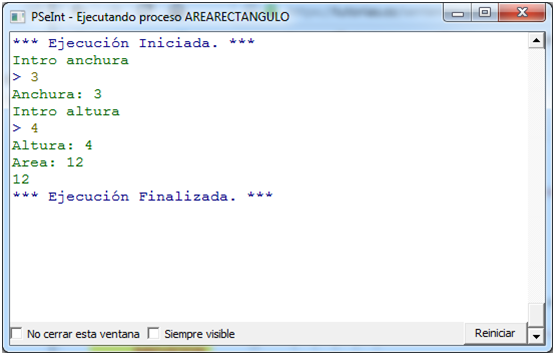 PSeInt - Ejecutando proceso AREARECTANGULO
*** Ejecución Iniciada. ***
Intro anchura
> 3
Anchura: 3
Intro altura
> 4
Altura: 4
Area: 12
12
*** Ejecución Finalizada. ***
No cerrar esta ventana Siempre visible Reiniciar